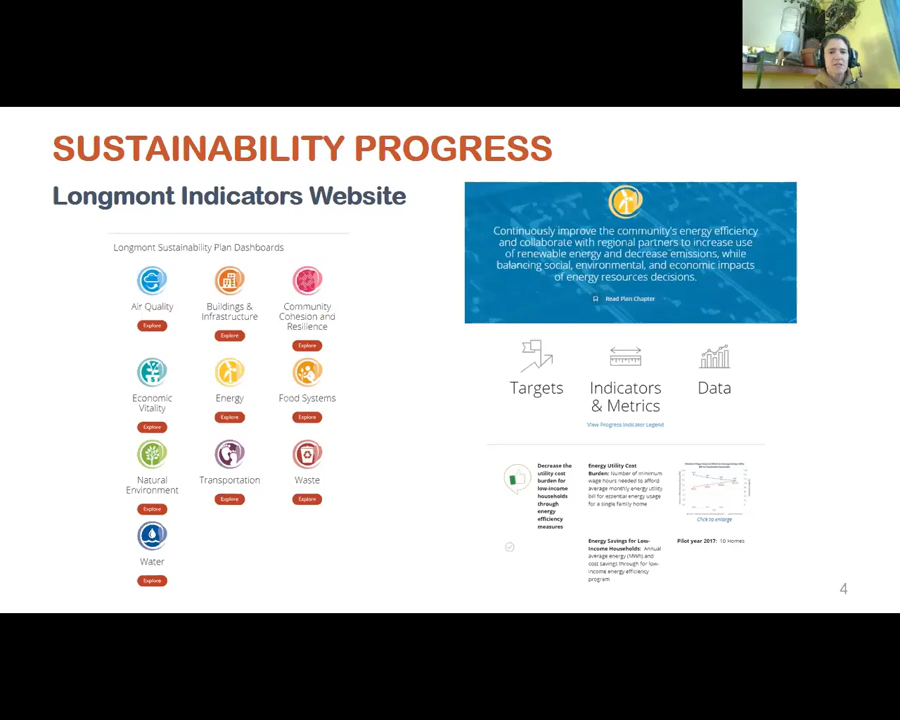 SUSTAINABILITY PROGRESS
Longmont Indicators Website
Longmont Sustainability Plan Dashboards
Air Quality
Explore
Buildings &
Infrastructure
Explore
Community
Cohesion and
Resilience
Explore
Economic
Vitality
Explore
Energy
Explore
Food Systems
Explore
Natural
Environment
Explore
Transportation
Explore
Waste
Explore
Water
Explore
Continuously improve the community's energy efficiency
and collaborate with regional partners to increase use
of renewable energy and decrease emissions, while
balancing social, environmental, and economic impacts
of energy resources decisions.
Read Plan Chapter
Targets
Indicators
& Metrics
View Progress Indicator Legend
Data
Decrease the
utility cost
burden for
low-income
households
through
energy
efficiency
measures
Energy Utility Cost
Burden: Number of minimum
wage hours needed to afford
average monthly energy utility
bill for essential energy usage
for a single family home
Click to enlarge
Energy Savings for Low-
Income Households: Annual
average energy (MWh) and
cost savings through for low-
income energy efficiency
program
Pilot year 2017: 10 Homes
4